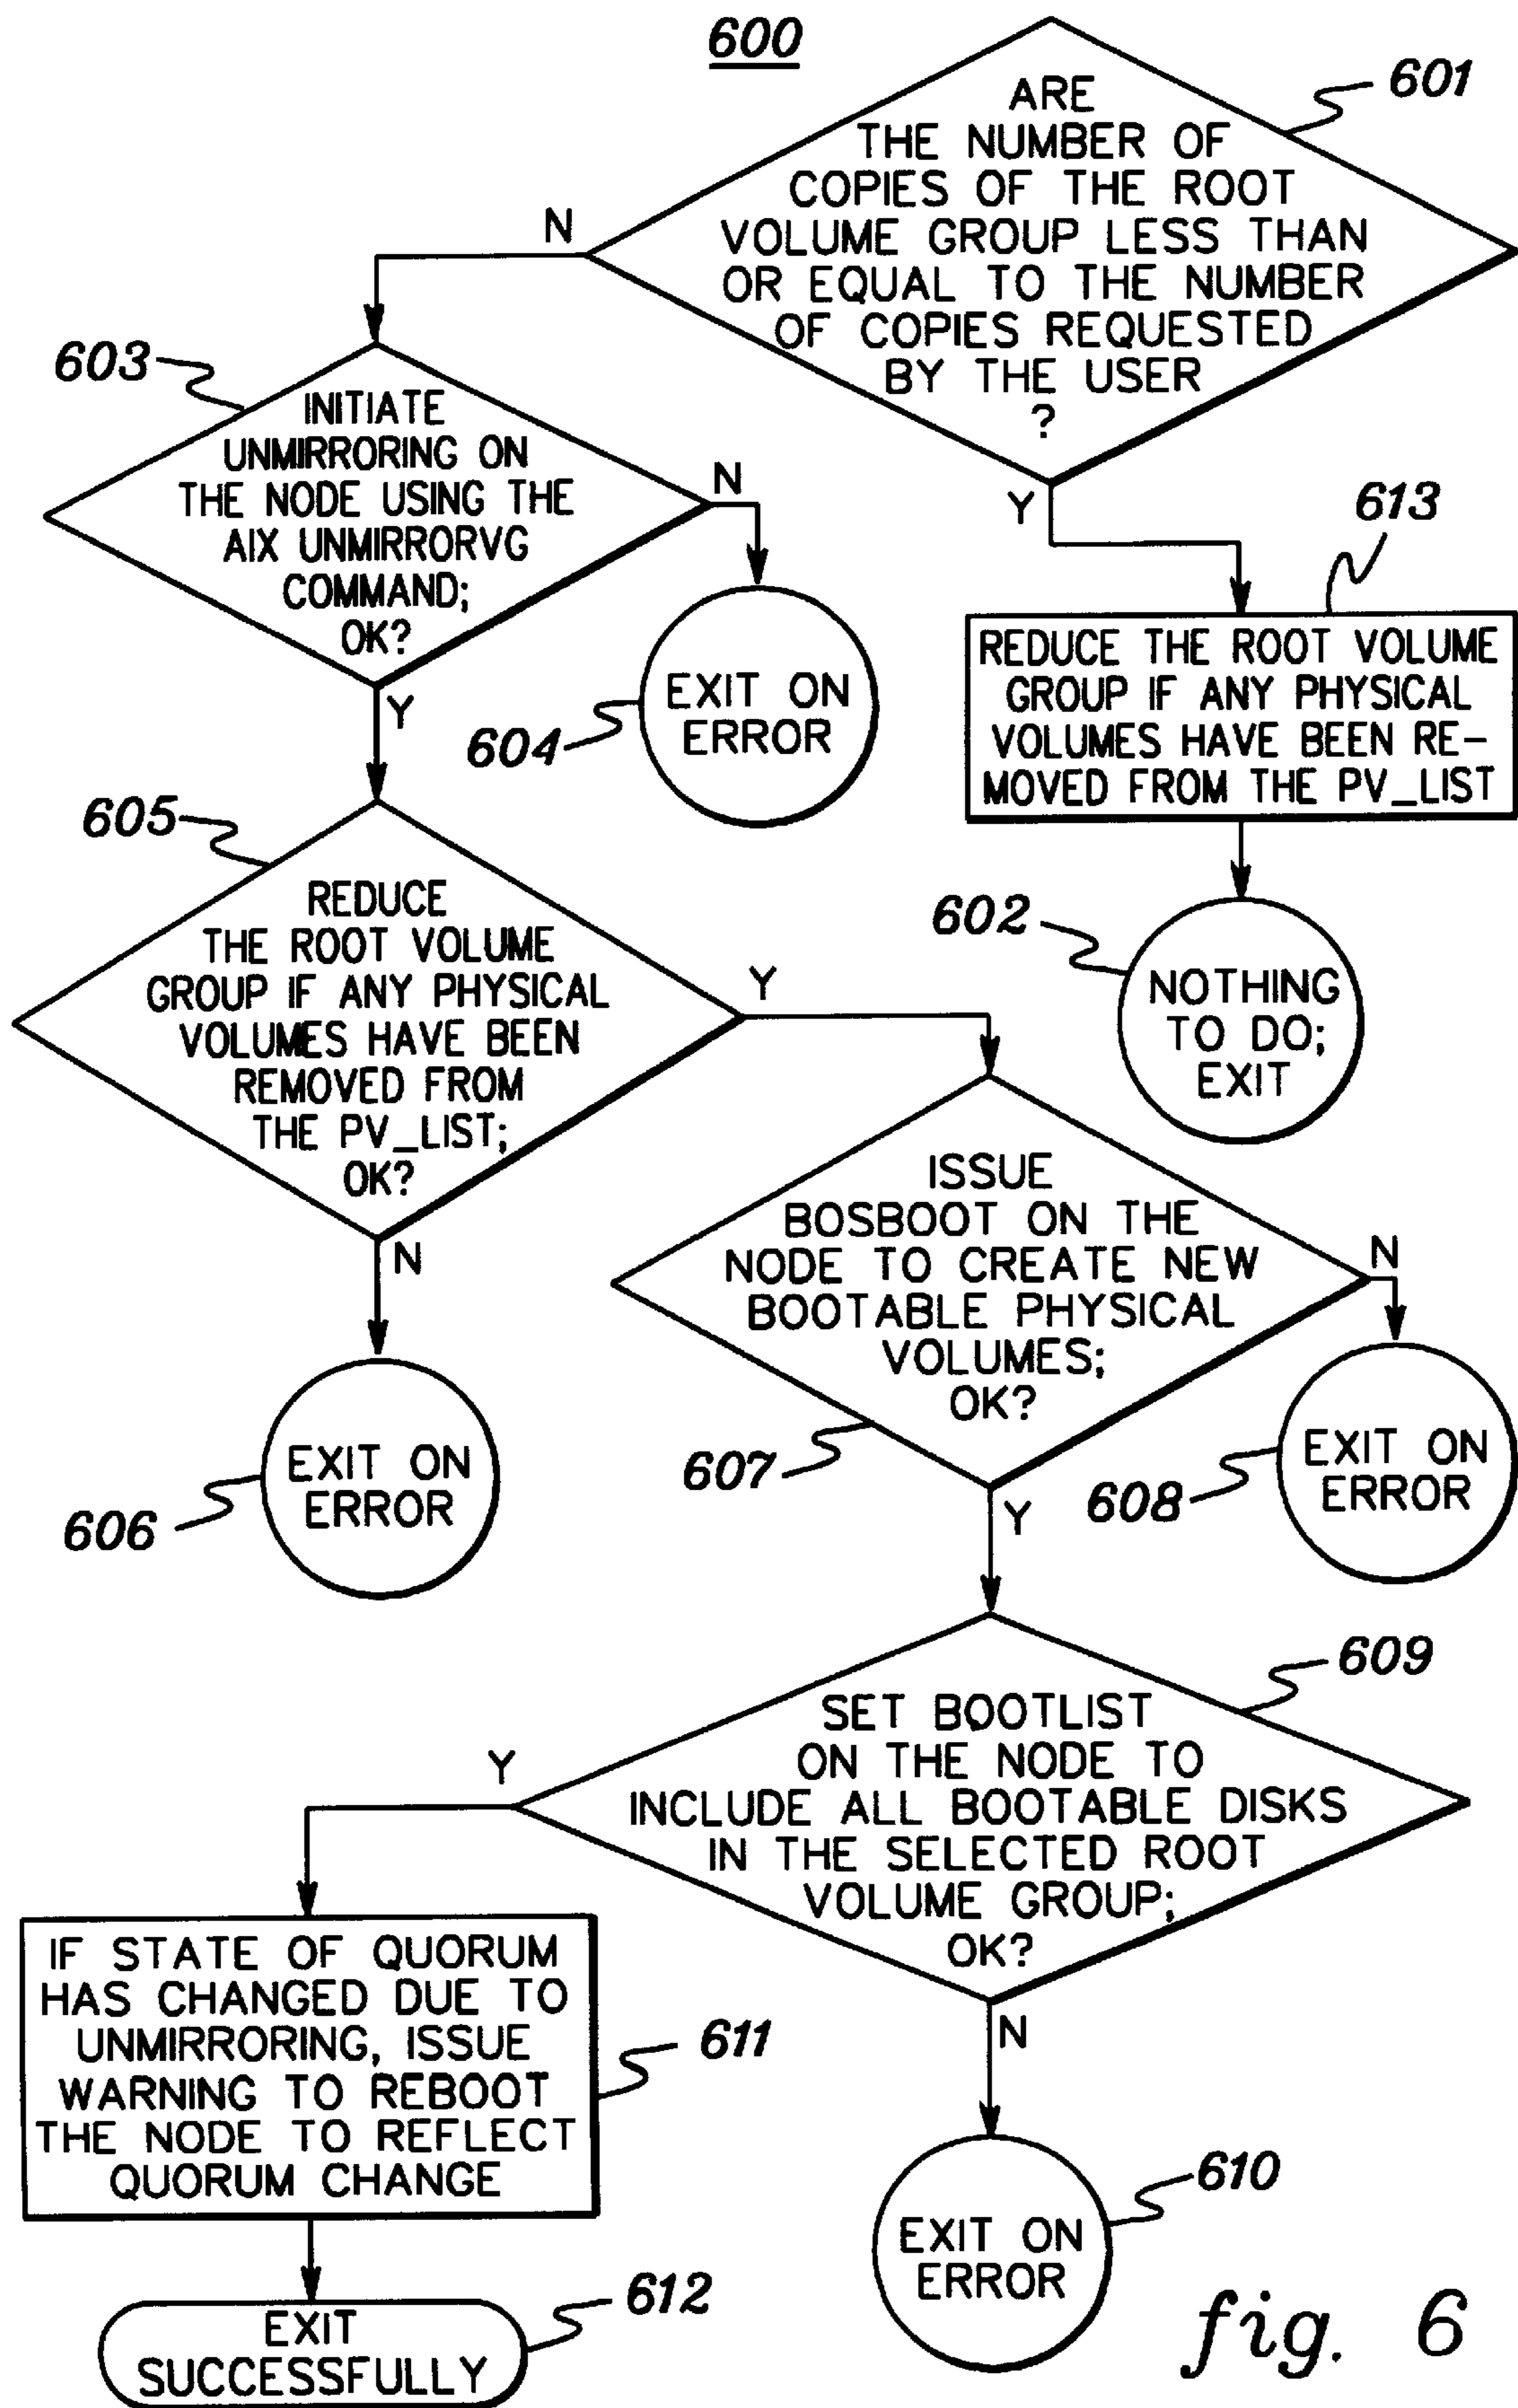 600
601
ARE
THE NUMBER OF
COPIES OF THE ROOT
VOLUME GROUP LESS THAN
OR EQUAL TO THE NUMBER
OF COPIES REQUESTED
BY THE USER
?
N
Y
603
INITIATE
UNMIRRORING ON
THE NODE USING THE
AIX UNMIRRORVG
COMMAND;
OK?
N
Y
604
EXIT ON
ERROR
613
REDUCE THE ROOT VOLUME
GROUP IF ANY PHYSICAL
VOLUMES HAVE BEEN RE-
MOVED FROM THE PV_LIST
602
NOTHING
TO DO;
EXIT
605
REDUCE
THE ROOT VOLUME
GROUP IF ANY PHYSICAL
VOLUMES HAVE BEEN
REMOVED FROM
THE PV_LIST;
OK?
Y
N
606
EXIT ON
ERROR
ISSUE
BOSBOOT ON THE
NODE TO CREATE NEW
BOOTABLE PHYSICAL
VOLUMES;
OK?
607
N
Y
608
EXIT ON
ERROR
609
SET BOOTLIST
ON THE NODE TO
INCLUDE ALL BOOTABLE DISKS
IN THE SELECTED ROOT
VOLUME GROUP;
OK?
Y
N
610
EXIT ON
ERROR
IF STATE OF QUORUM
HAS CHANGED DUE TO
UNMIRRORING, ISSUE
WARNING TO REBOOT
THE NODE TO REFLECT
QUORUM CHANGE
611
612
EXIT
SUCCESSFULLY
fig. 6